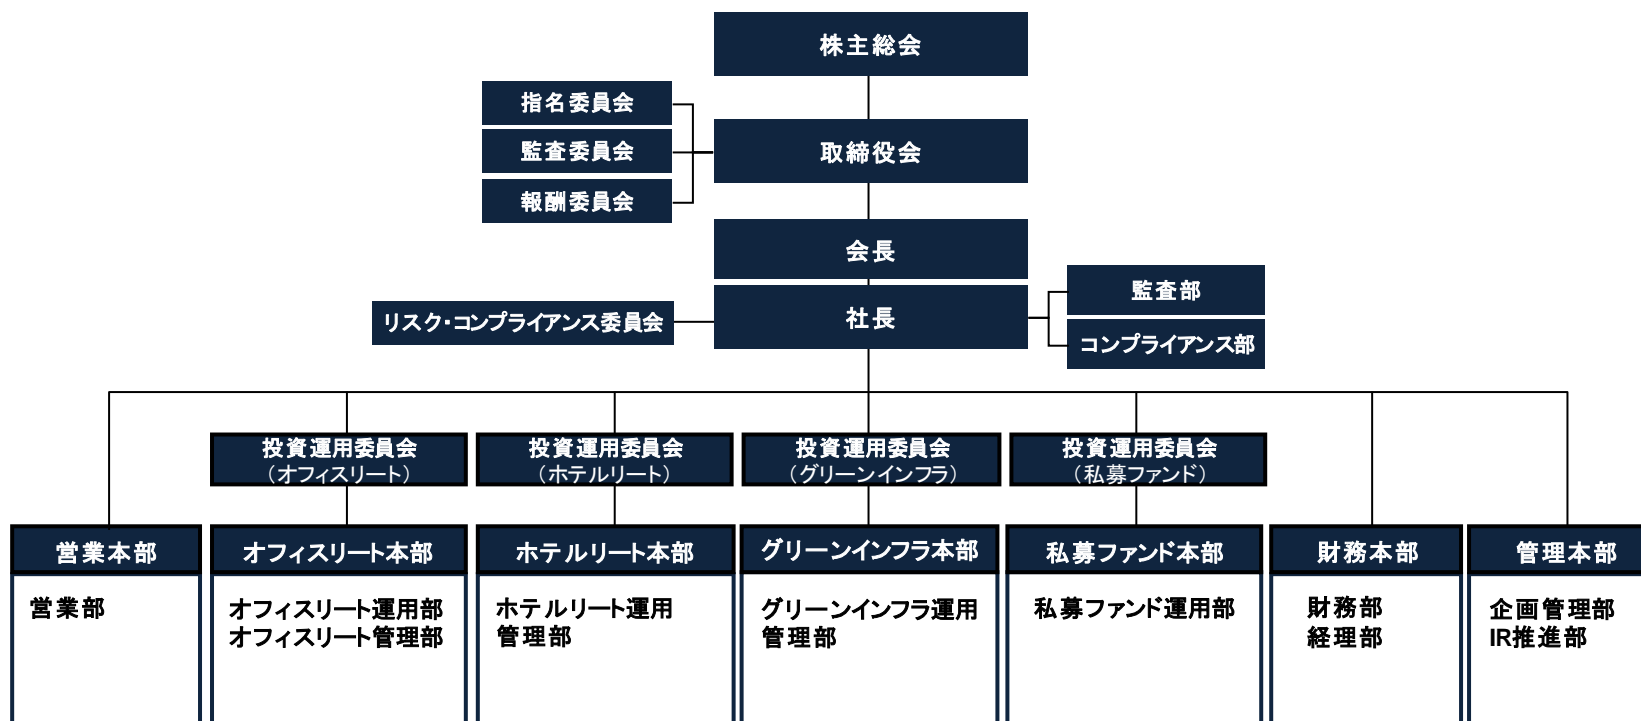 株主総会
指名委員会
監査委員会
報酬委員会
取締役会
会長
社長
リスク・コンプライアンス委員会
監査部
コンプライアンス部
投資運用委員会
（オフィスリート）
投資運用委員会
（ホテルリート）
投資運用委員会
（グリーンインフラ）
投資運用委員会
（私募ファンド）
営業本部
営業部
オフィスリート本部
オフィスリート運用部
オフィスリート管理部
ホテルリート本部
ホテルリート運用
管理部
グリーンインフラ本部
グリーンインフラ運用
管理部
私募ファンド本部
私募ファンド運用部
財務本部
財務部
経理部
管理本部
企画管理部
IR推進部